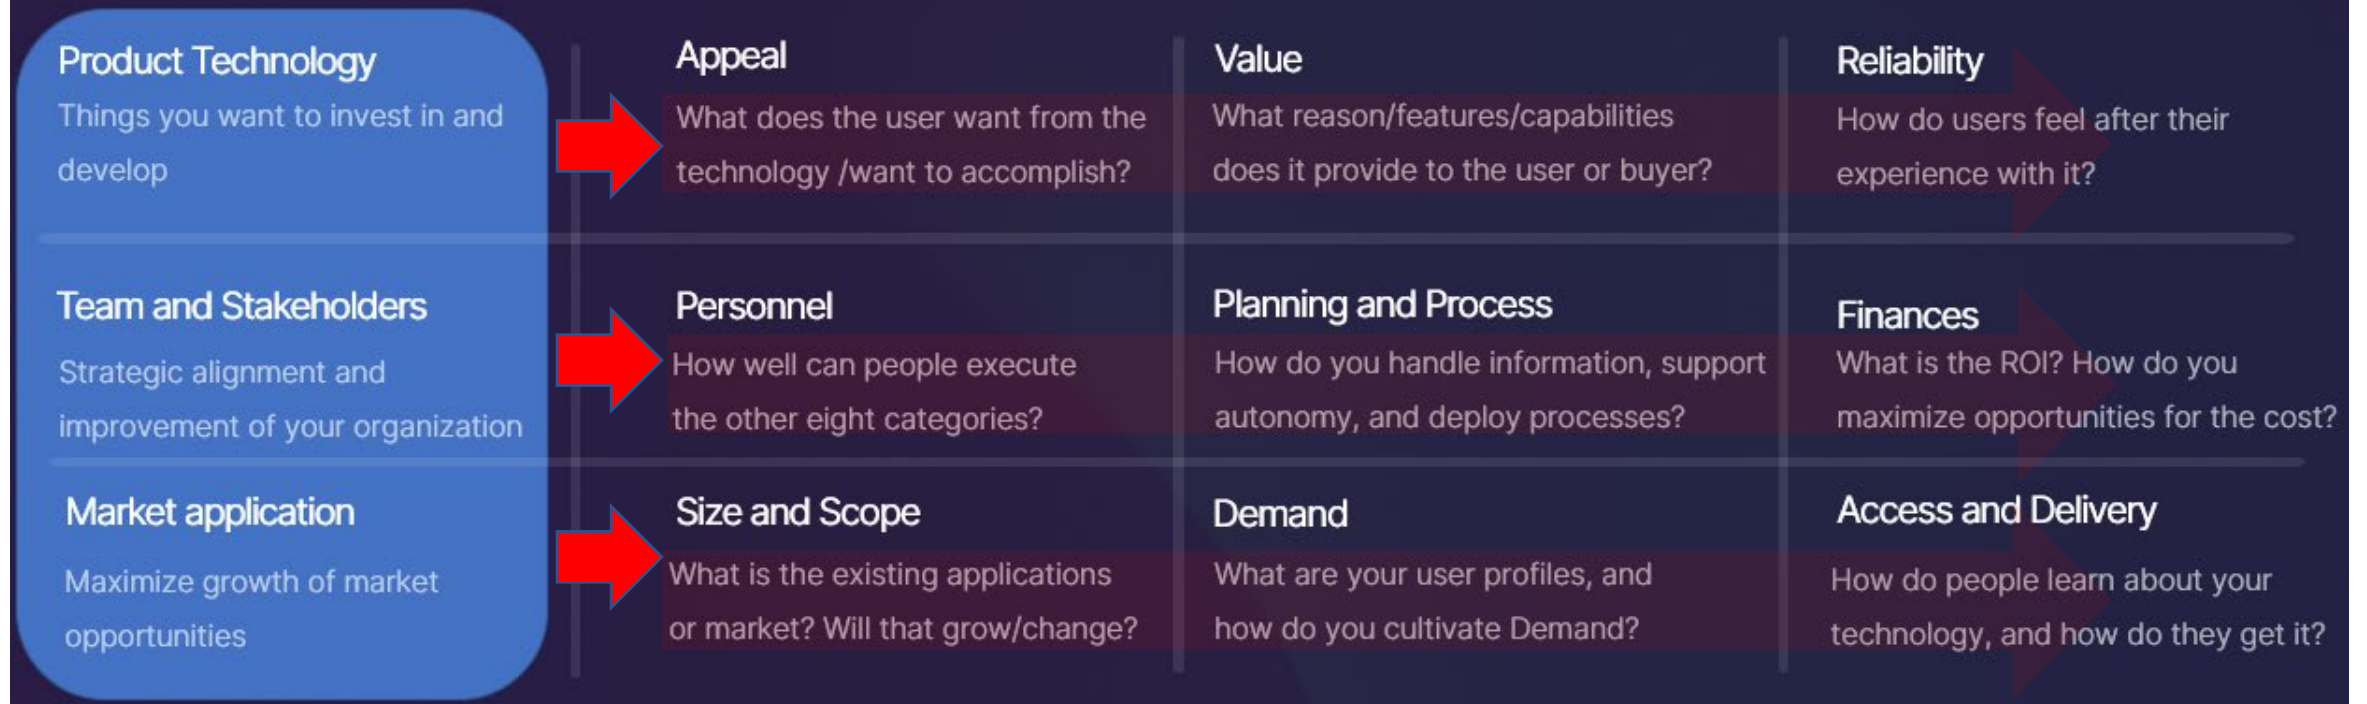 Product Technology
Things you want to invest in and
develop
Appeal
What does the user want from the
technology /want to accomplish?
Value
What reason/features/capabilities
does it provide to the user or buyer?
Reliability
How do users feel after their
experience with it?
Team and Stakeholders
Strategic alignment and
improvement of your organization
Personnel
How well can people execute
the other eight categories?
Planning and Process
How do you handle information, support
autonomy, and deploy processes?
Finances
What is the ROI? How do you
maximize opportunities for the cost?
Market application
Maximize growth of market
opportunities
Size and Scope
What is the existing applications
or market? Will that grow/change?
Demand
What are your user profiles, and
how do you cultivate Demand?
Access and Delivery
How do people learn about your
technology, and how do they get it?